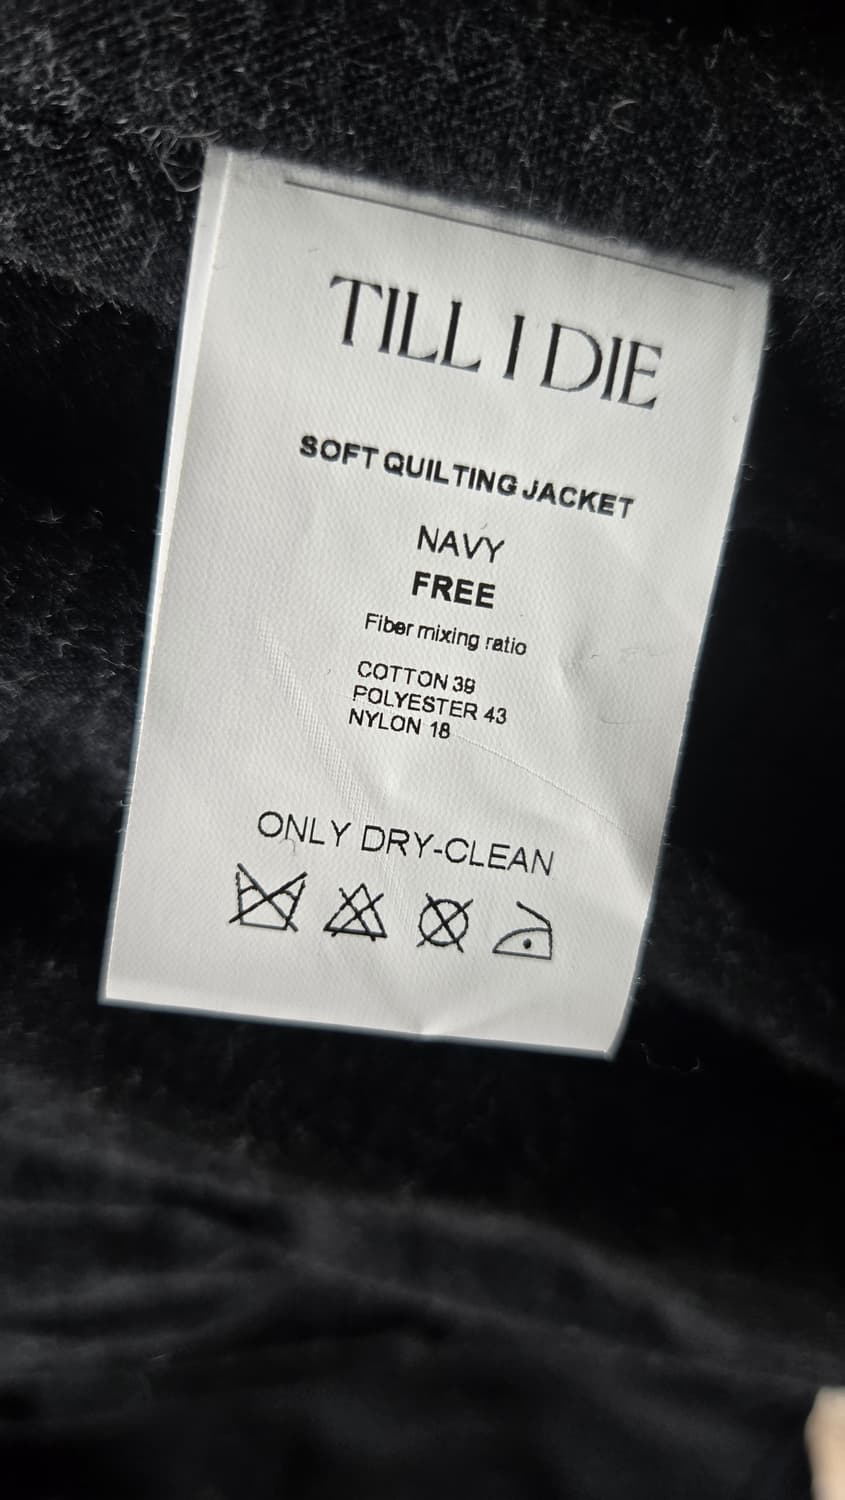 TILL I DIE
SOFT QUILTING JACKET
NAVY
FREE
Fiber mixing ratio
COTTON 39
POLYESTER 43
NYLON 18
ONLY DRY-CLEAN